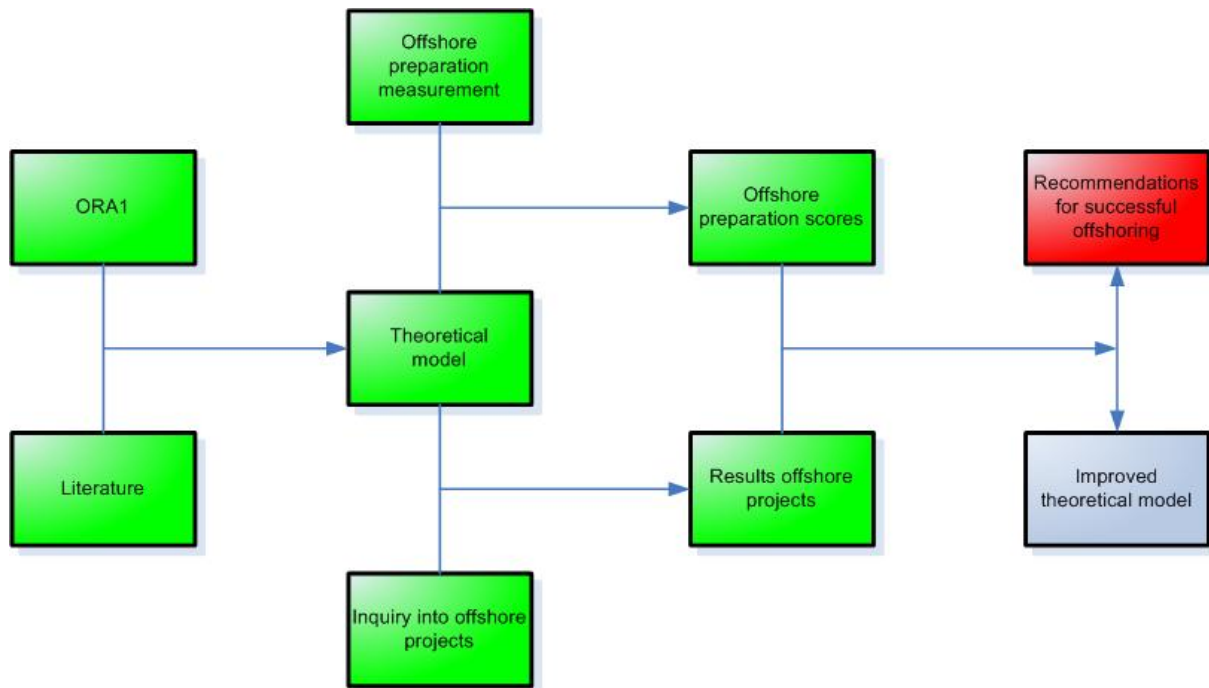 Offshore
preparation
measurement
ORA1
Offshore
preparation scores
Recommendations
for successful
offshoring
Theoretical
model
Literature
Results offshore
projects
Improved
theoretical model
Inquiry into offshore
projects